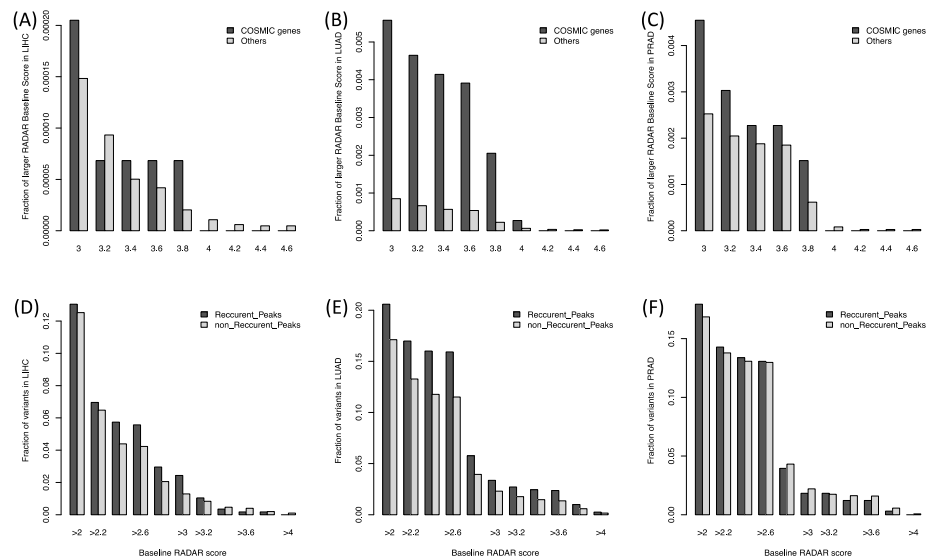 (A)
Fraction of larger RADAR Baseline Score in LIHC
0.00020
0.00015
0.00010
0.00005
0.00000
COSMIC genes
Others
3 3.2 3.4 3.6 3.8 4 4.2 4.4 4.6
(B)
Fraction of larger RADAR Baseline Score in LUAD
0.005
0.004
0.003
0.002
0.001
0.000
COSMIC genes
Others
3 3.2 3.4 3.6 3.8 4 4.2 4.4 4.6
(C)
Fraction of larger RADAR Baseline Score in PRAD
0.004
0.003
0.002
0.001
0.000
COSMIC genes
Others
3 3.2 3.4 3.6 3.8 4 4.2 4.4 4.6
(D)
Fraction of variants in LIHC
0.12
0.10
0.08
0.06
0.04
0.02
0.00
Reccurent_Peaks
non_Reccurent_Peaks
>2 >2.2 >2.6 >3 >3.2 >3.6 >4
Baseline RADAR score
(E)
Fraction of variants in LUAD
0.20
0.15
0.10
0.05
0.00
Reccurent_Peaks
non_Reccurent_Peaks
>2 >2.2 >2.6 >3 >3.2 >3.6 >4
Baseline RADAR score
(F)
Fraction of variants in PRAD
0.15
0.10
0.05
0.00
Reccurent_Peaks
non_Reccurent_Peaks
>2 >2.2 >2.6 >3 >3.2 >3.6 >4
Baseline RADAR score